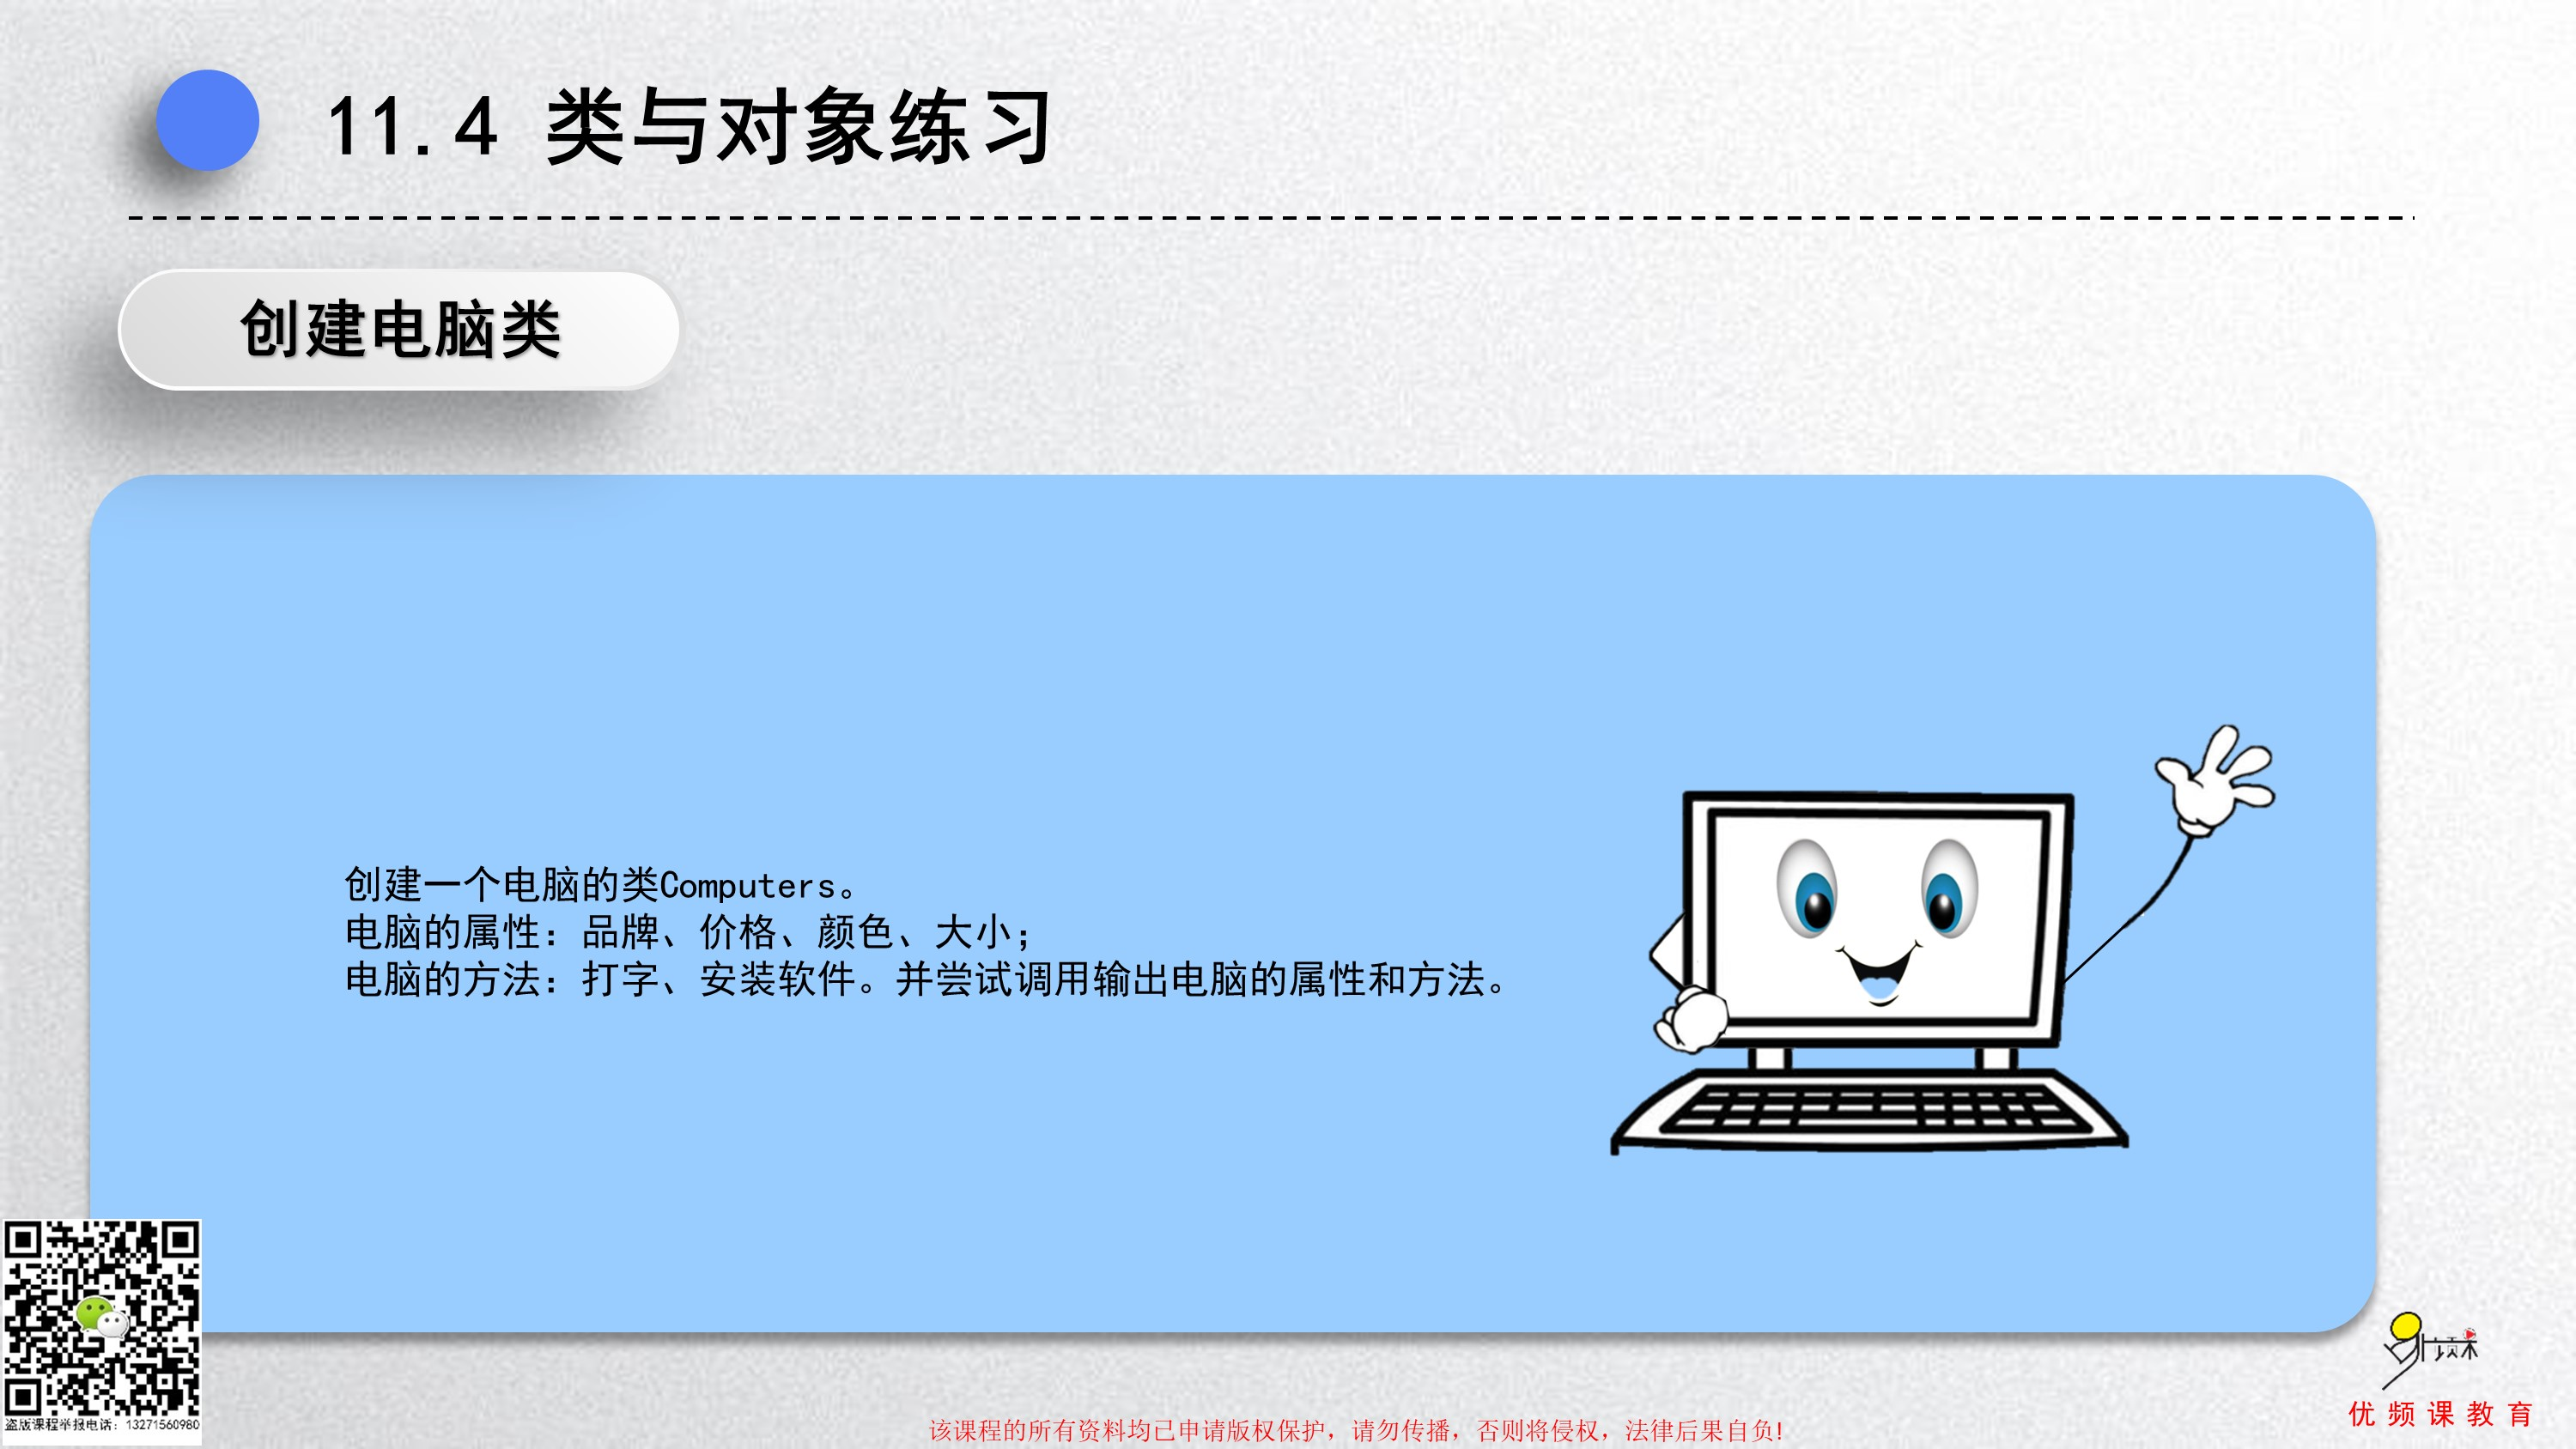 11.4 类与对象练习
创建电脑类
创建一个电脑的类Computers。
电脑的属性：品牌、价格、颜色、大小；
电脑的方法：打字、安装软件。并尝试调用输出电脑的属性和方法。
盗版课程举报电话：13271560980
该课程的所有资料均已申请版权保护，请勿传播，否则将侵权，法律后果自负!
优频课教育